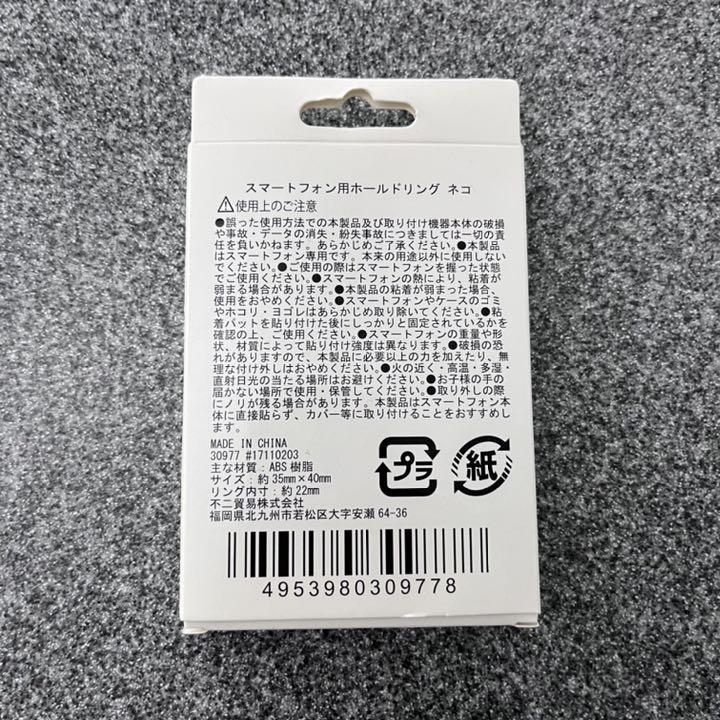 スマートフォン用ホールドリング ネコ
⚠使用上のご注意
●誤った使用方法での本製品及び取り付け機器本体の破損
や事故・データの消失・紛失事故につきましては一切の責
任を負いかねます。あらかじめご了承ください。●本製品
はスマートフォン専用です。本来の用途以外に使用しない
でください。●ご使用の際はスマートフォンを握った状態
でご使用ください。●スマートフォンの熱により、粘着が
弱まる場合があります。●本製品の粘着が弱まった場合、
使用をおやめください。●スマートフォンやケースのゴミ
やホコリ・ヨゴレはあらかじめ取り除いてください。●粘
着パットを貼り付けた後にしっかりと固定されているかを
確認の上、ご使用ください。●スマートフォンの重量や形
状、材質によって貼り付け強度は異なります。●破損の恐
れがありますので、本製品に必要以上の力を加えたり、無
理な付け外しはおやめください。●火の近く・高温・多湿・
直射日光の当たる場所はお避けください。●お子様の手の
届かない場所で使用・保管してください。●取り外しの際
にノリが残る場合があります。本製品はスマートフォン本
体に直接貼らず、カバー等に取り付けることをおすすめし
ます。
MADE IN CHINA
30977 #17110203
主な材質：ABS樹脂
サイズ：約35mm×40mm
リング内寸：約22mm
不二貿易株式会社
福岡県北九州市若松区大字安瀬 64-36
プラ
紙
4953980309778